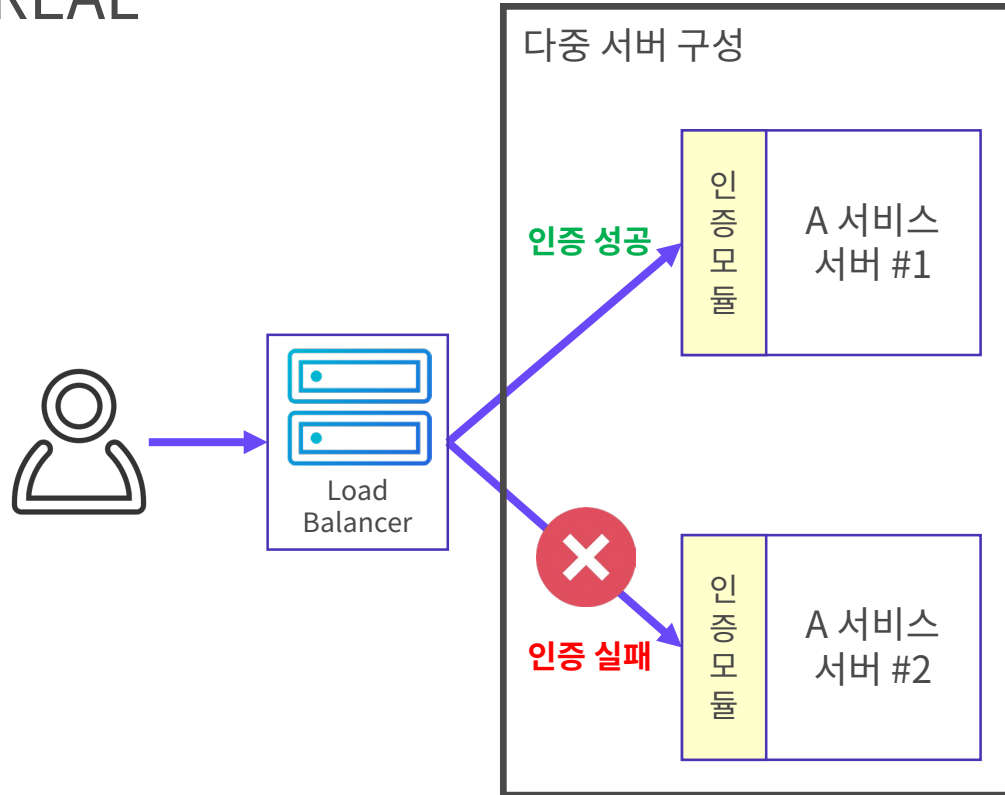 REAL
다중 서버 구성
인
증
모
듈
A 서비스
서버 #1
인증 성공
Load
Balancer
인증 실패
인
증
모
듈
A 서비스
서버 #2